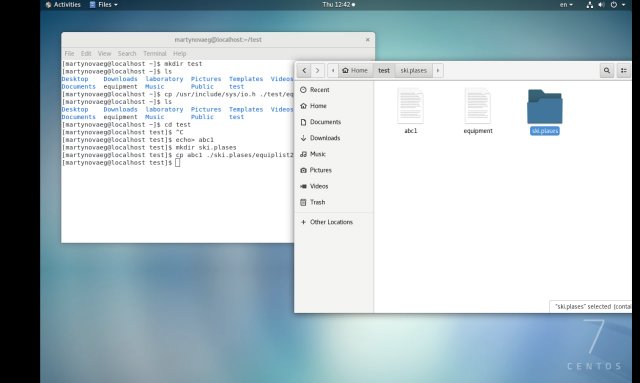 Activities Files Thu 12:42 en
martynovaeg@localhost:~/test
File Edit View Search Terminal Help
[martynovaeg@localhost ~]$ mkdir test
[martynovaeg@localhost ~]$ ls
Desktop Downloads laboratory Pictures Templates Videos
Documents equipment Music Public test
[martynovaeg@localhost ~]$ cp /usr/include/sys/io.h ./test/eq
[martynovaeg@localhost ~]$ ls
Desktop Downloads laboratory Pictures Templates Videos
Documents equipment Music Public test
[martynovaeg@localhost ~]$ cd test
[martynovaeg@localhost test]$ ^C
[martynovaeg@localhost test]$ echo> abc1
[martynovaeg@localhost test]$ mkdir ski.plases
[martynovaeg@localhost test]$ cp abc1 ./ski.plases/equiplist2
[martynovaeg@localhost test]$
Home test ski.plases
Recent
Home
Documents
Downloads
Music
Pictures
Videos
Trash
Other Locations
abc1 equipment ski.plases
"ski.plases" selected (contai
7
CENTOS